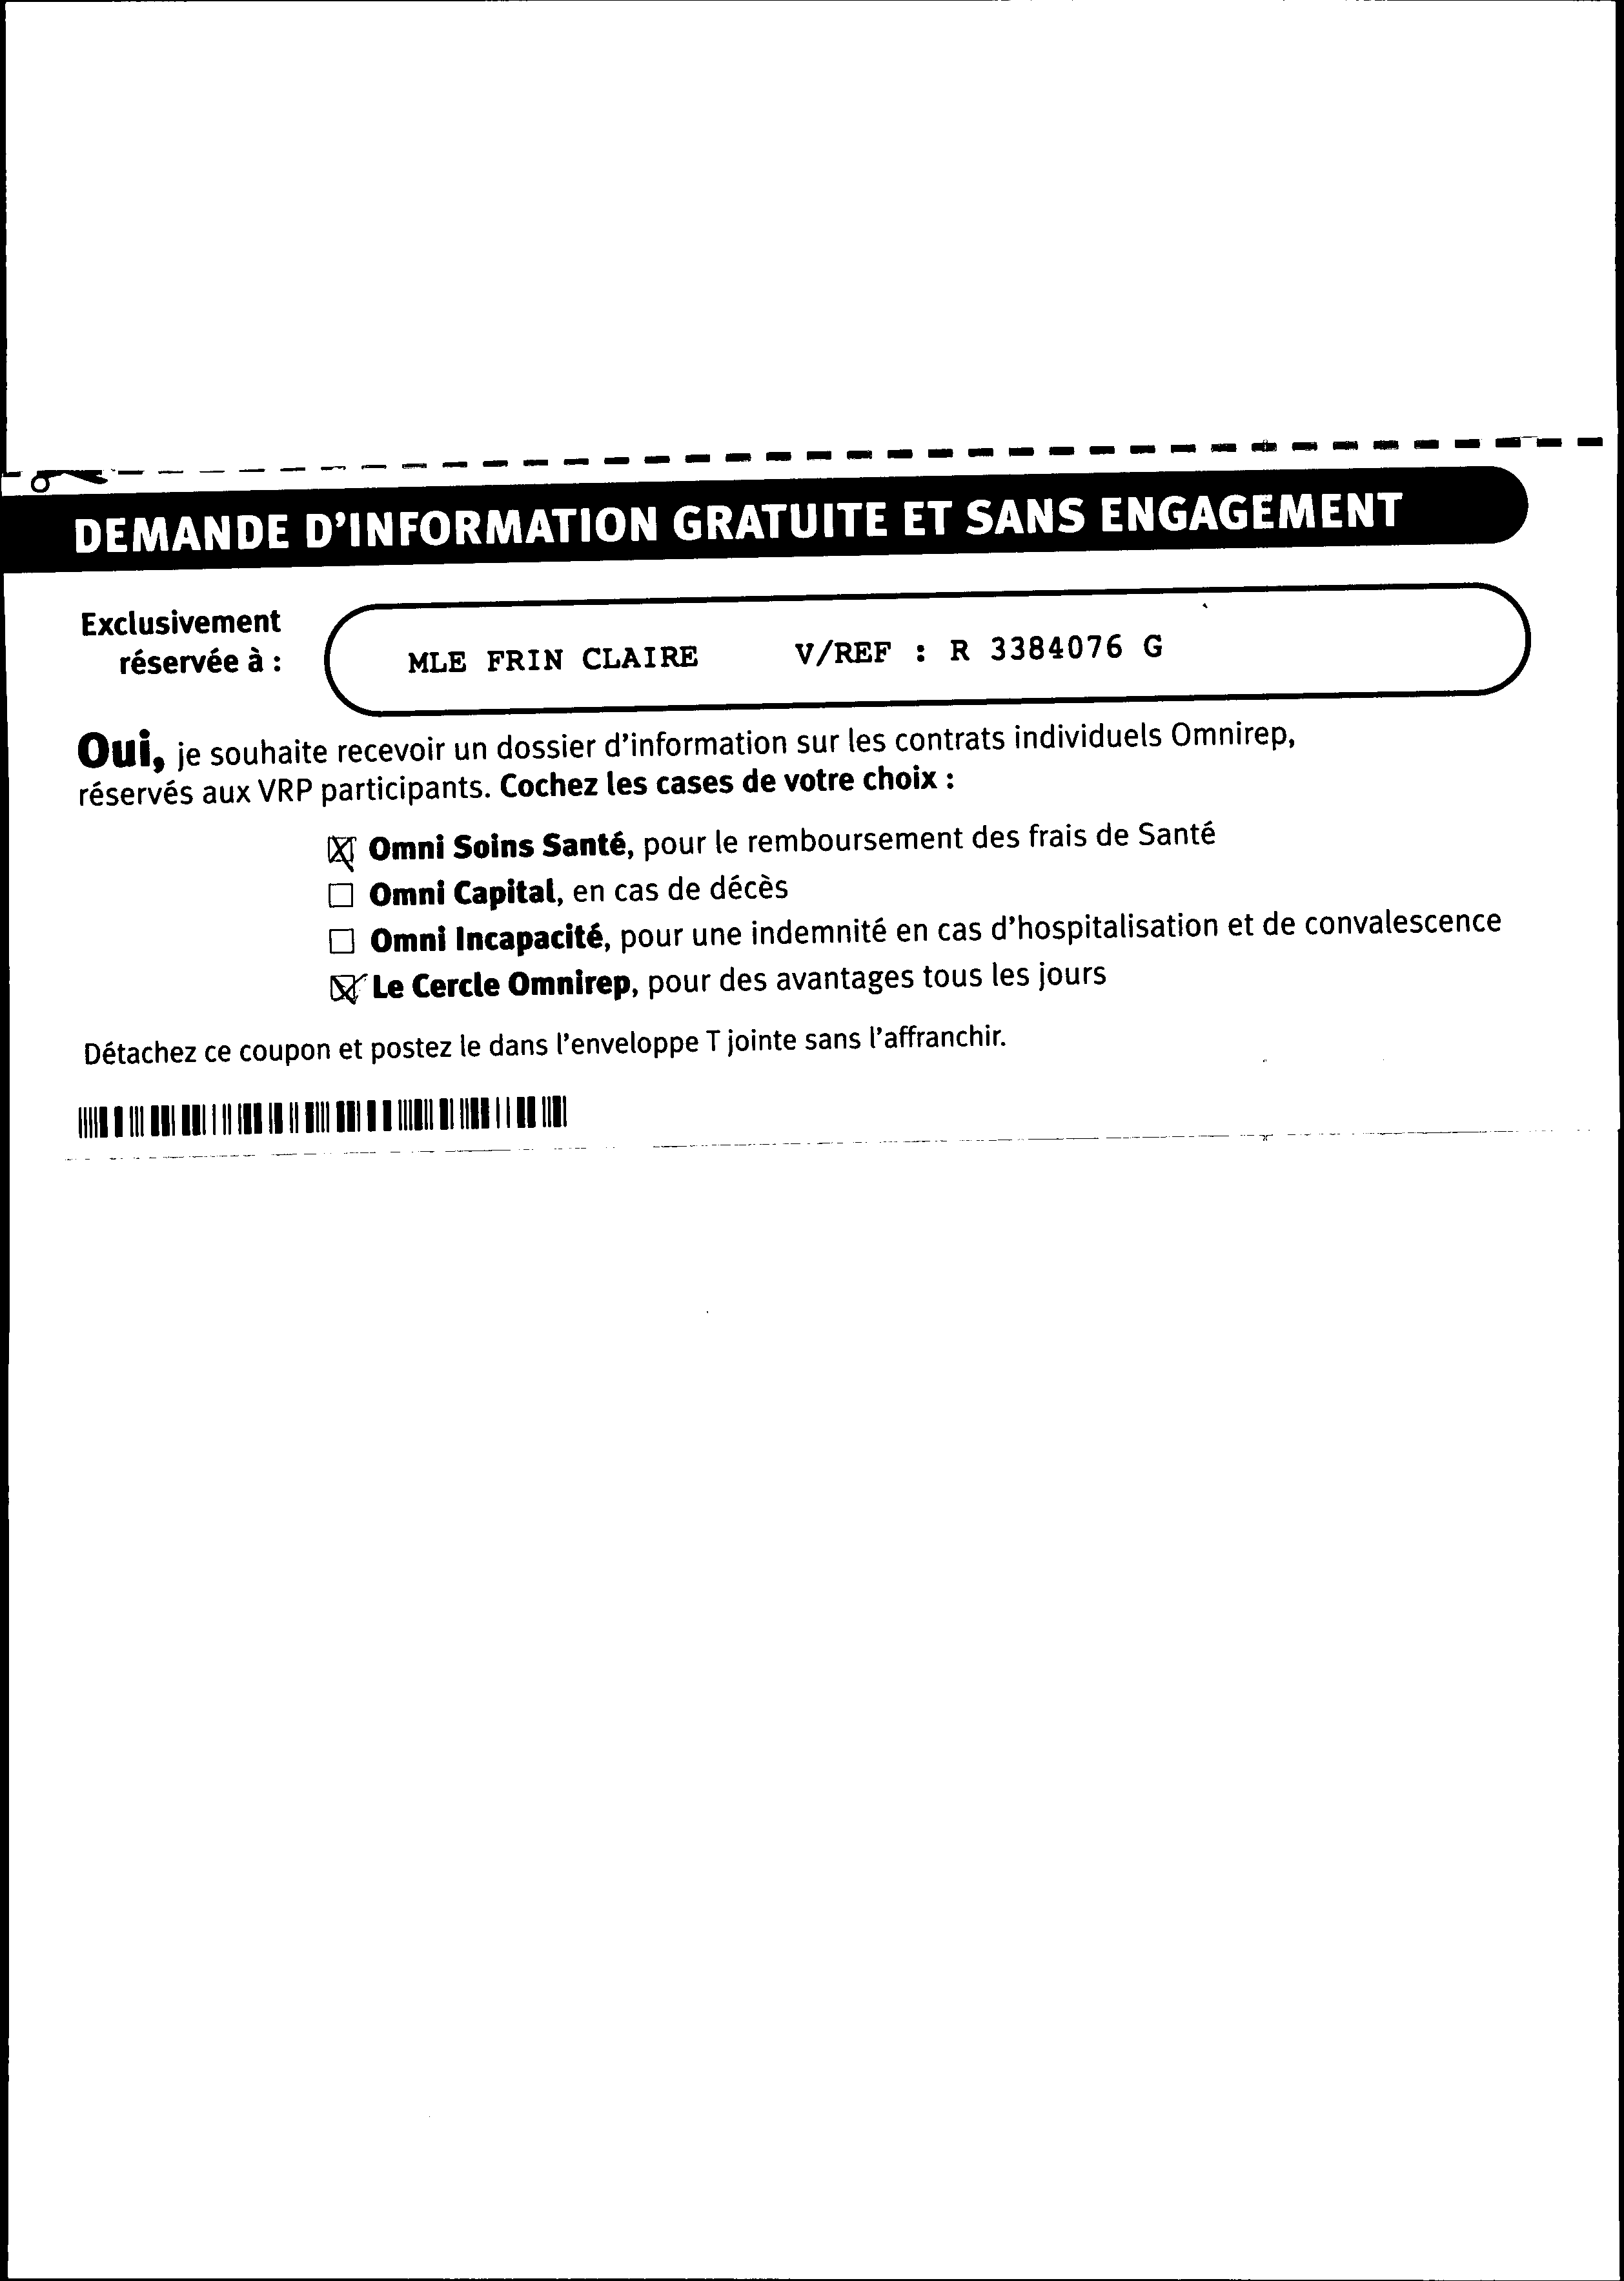 DEMANDE D'INFORMATION GRATUITE ET SANS ENGAGEMENT
Exclusivement
réservée à :
MLE FRIN CLAIRE V/REF : R 3384076 G
Oui, je souhaite recevoir un dossier d'information sur les contrats individuels Omnirep,
réservés aux VRP participants. Cochez les cases de votre choix :
Omni Soins Santé, pour le remboursement des frais de Santé
Omni Capital, en cas de décès
Omni Incapacité, pour une indemnité en cas d'hospitalisation et de convalescence
Le Cercle Omnirep, pour des avantages tous les jours
Détachez ce coupon et postez le dans l'enveloppe T jointe sans l'affranchir.